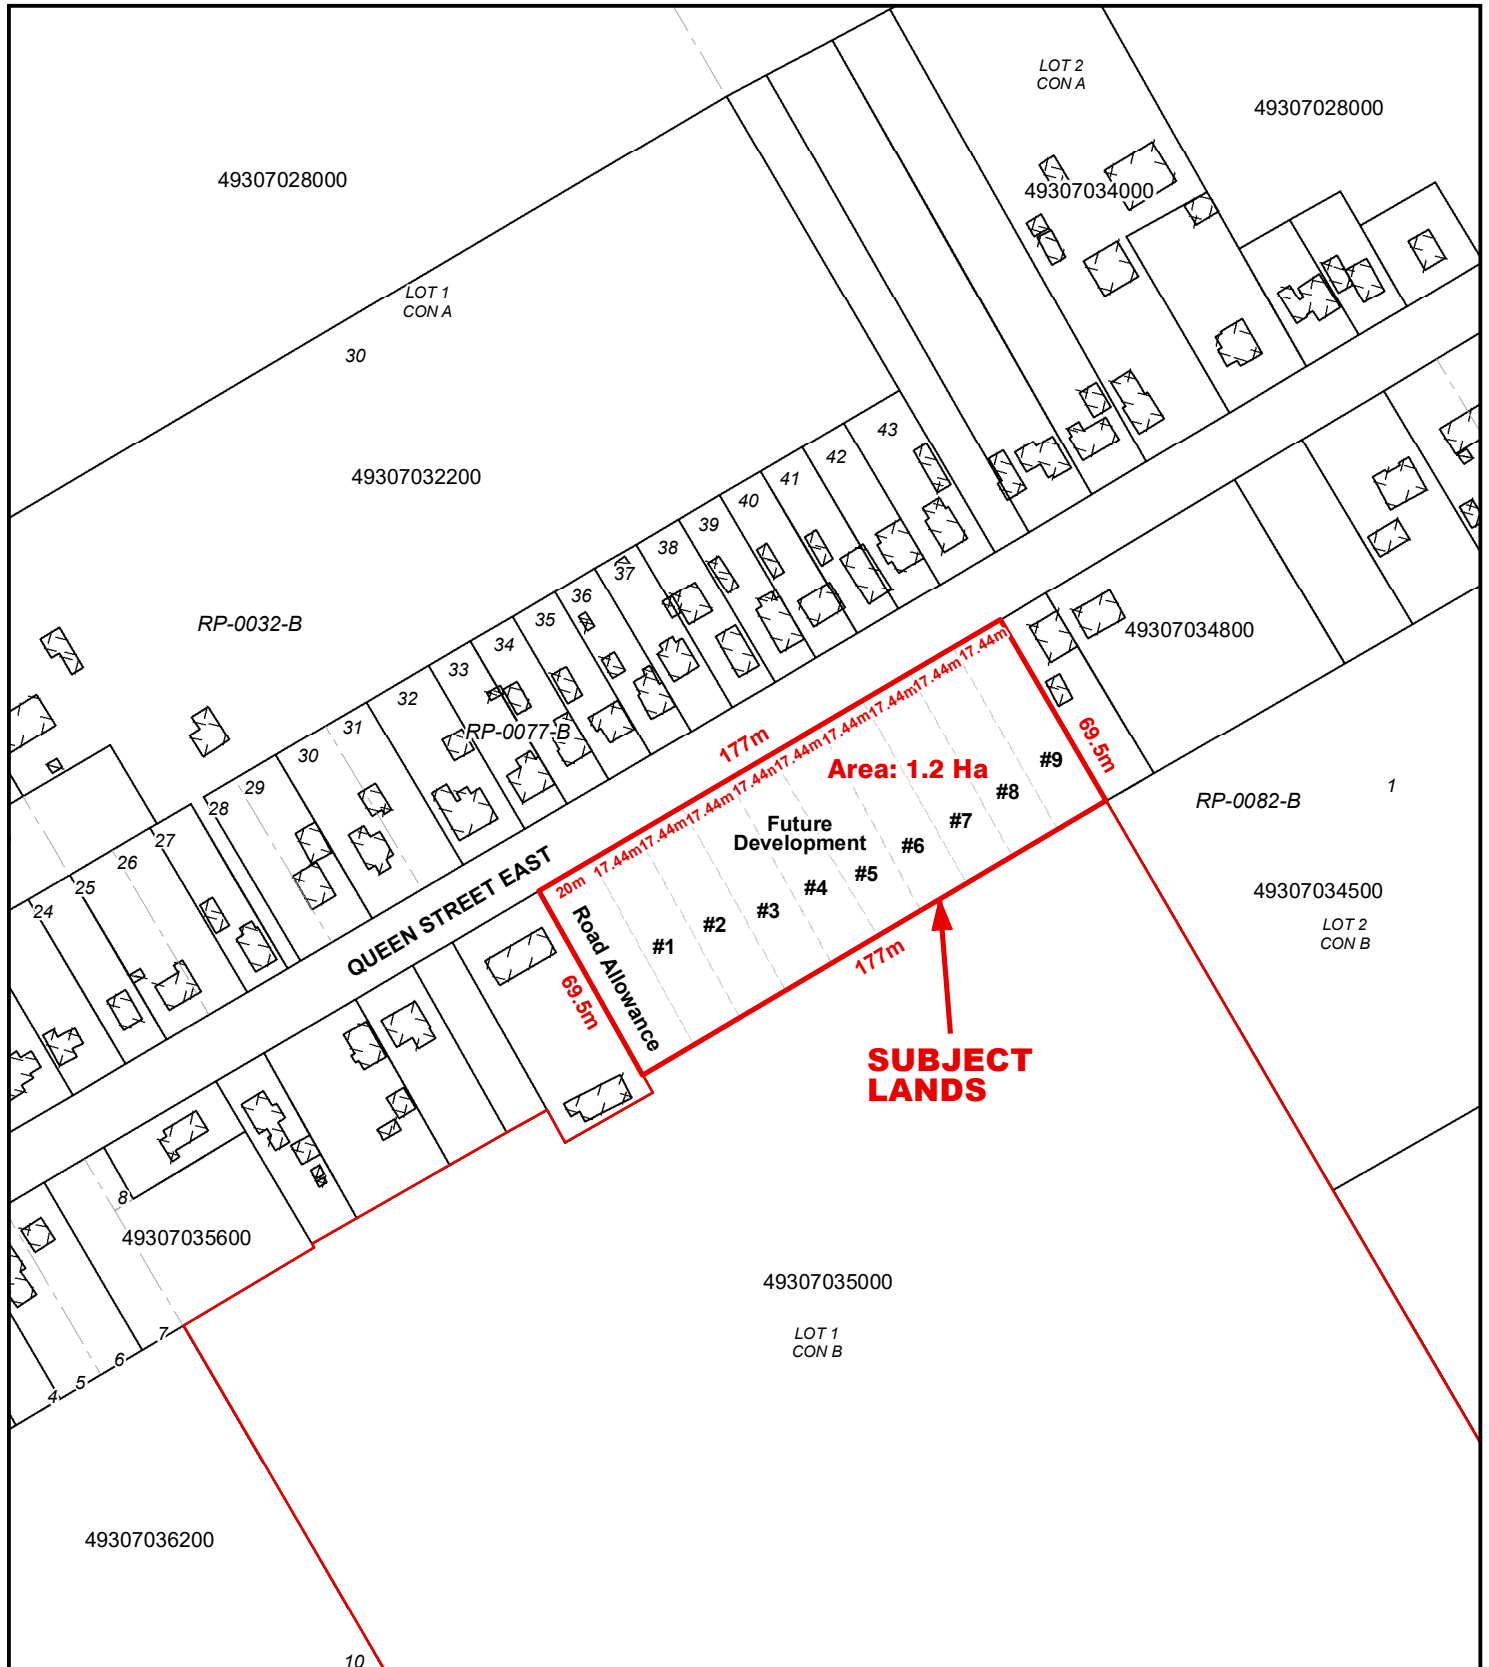 LOT 2
CON A
49307028000
49307028000
49307034000
LOT 1
CON A
30
43
42
49307032200
41
40
39
38
37
36
35
RP-0032-B
34
33
32
31
30
29
28
27
26
25
24
RP-0077-B
49307034800
17.44m
17.44m
17.44m
17.44m
17.44n
17.44m
17.44m
17.44m
17.44m
20m
177m
69.5m
Area: 1.2 Ha
#9
#8
#7
#6
#5
#4
#3
#2
#1
Future
Development
RP-0082-B
1
QUEEN STREET EAST
Road Allowance
69.5m
177m
49307034500
LOT 2
CON B
SUBJECT
LANDS
8
49307035600
49307035000
LOT 1
CON B
7
6
5
4
49307036200
10